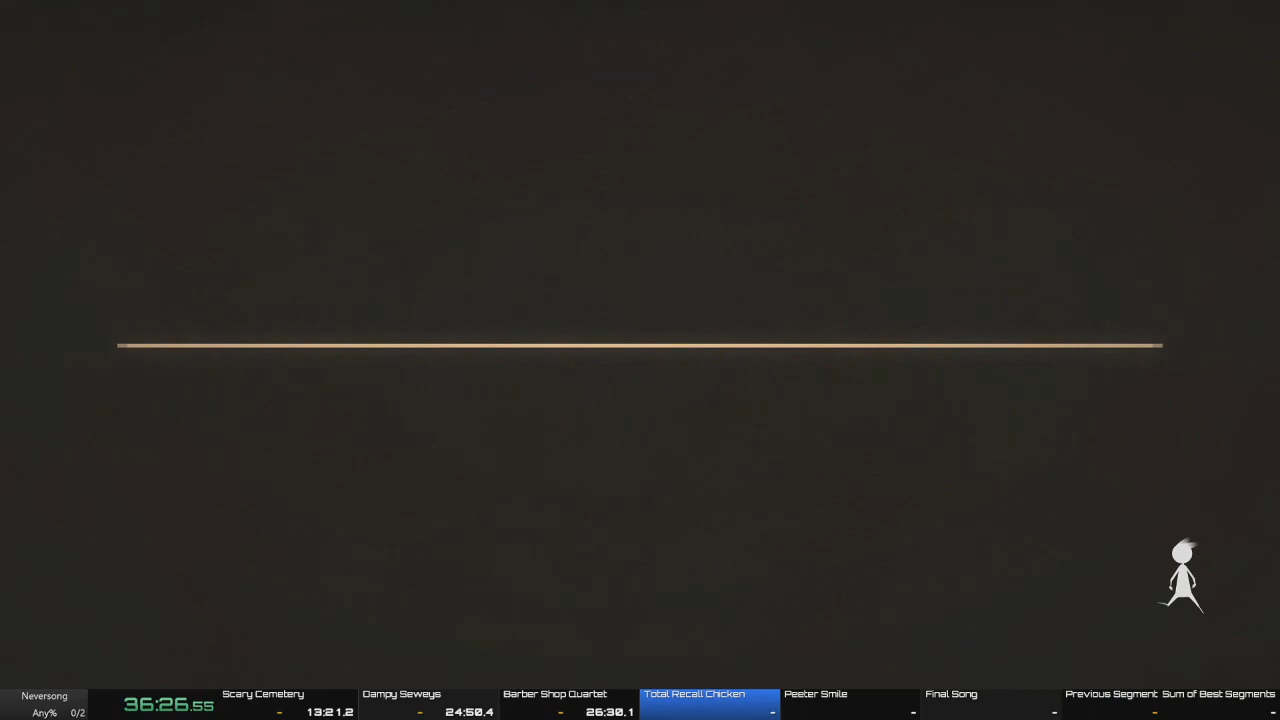 Neversong
Any% 0/2
36:26.55
Scary Cemetery
- 13:21.2
Dampy Seweys
- 24:50.4
Barber Shop Quartet
- 26:30.1
Total Recall Chicken
-
Peeter Smile
-
Final Song
-
Previous Segment
-
Sum of Best Segments
-